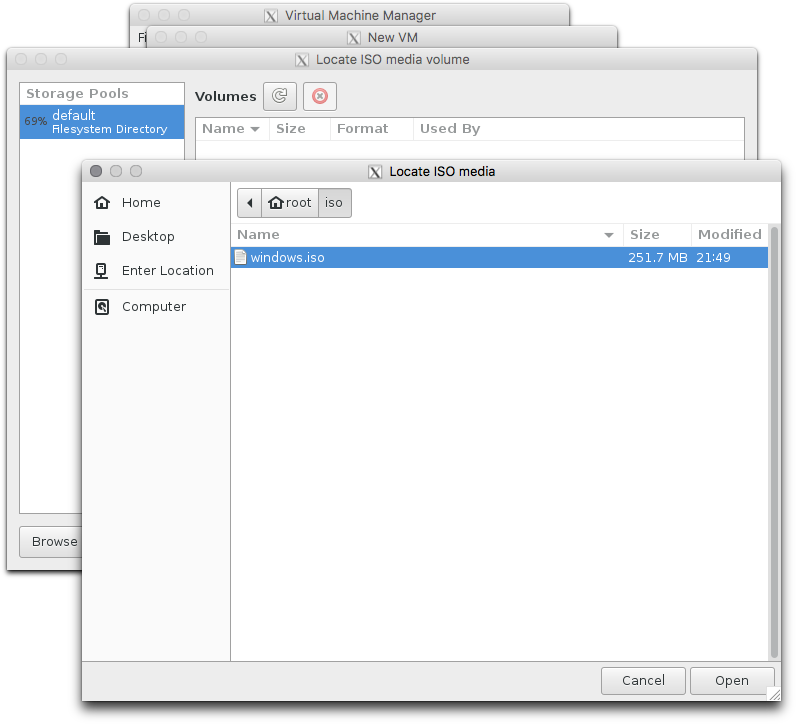 Virtual Machine Manager
New VM
Locate ISO media volume
Storage Pools
69% default
Filesystem Directory
Volumes
Name Size Format Used By
Locate ISO media
Home
Desktop
Enter Location
Computer
root iso
Name Size Modified
windows.iso 251.7 MB 21:49
Browse
Cancel Open